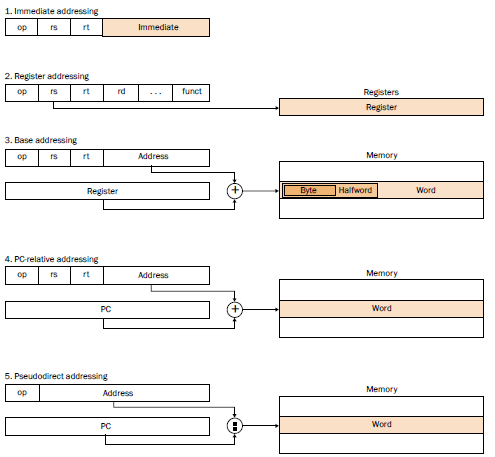 1. Immediate addressing
op rs rt Immediate
2. Register addressing
op rs rt rd ... funct
Registers
Register
3. Base addressing
op rs rt Address
Memory
Register
+
Byte Halfword Word
4. PC-relative addressing
op rs rt Address
Memory
PC
+
Word
5. Pseudodirect addressing
op Address
Memory
PC
Word